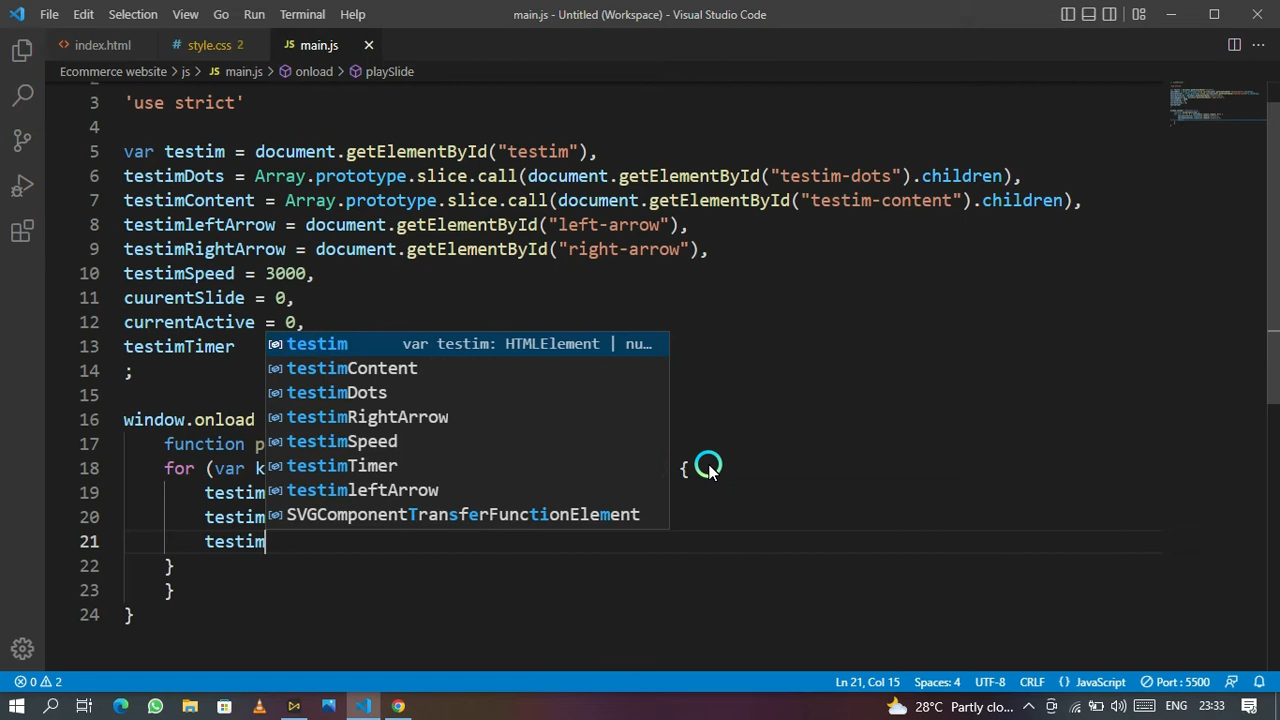 File Edit Selection View Go Run Terminal Help main.js - Untitled (Workspace) - Visual Studio Code
index.html style.css 2 JS main.js
Ecommerce website > js > JS main.js > onload > playSlide
2
3 'use strict'
4
5 var testim = document.getElementById("testim"),
6 testimDots = Array.prototype.slice.call(document.getElementById("testim-dots").children),
7 testimContent = Array.prototype.slice.call(document.getElementById("testim-content").children),
8 testimleftArrow = document.getElementById("left-arrow"),
9 testimRightArrow = document.getElementById("right-arrow"),
10 testimSpeed = 3000,
11 cuurentSlide = 0,
12 currentActive = 0,
13 testimTimer
testim var testim: HTMLElement | nu...
14 ;
testimContent
15
testimDots
16 window.onload
testimRightArrow
17 function p
testimSpeed
18 for (var k {
testimTimer
19 testim
testimleftArrow
20 testim
SVGComponentTransferFunctionElement
21 testim
22 }
23 }
24 }
0 2 Ln 21, Col 15 Spaces: 4 UTF-8 CRLF {} JavaScript Port : 5500
28°C Partly clo... ENG 23:33